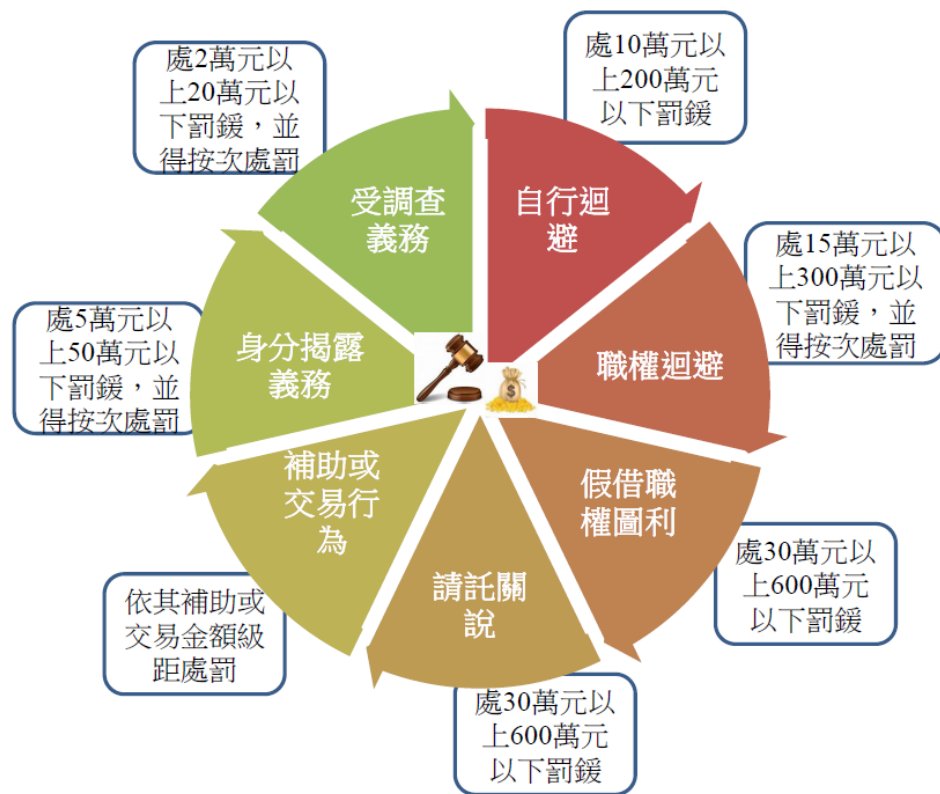 處10萬元以
上200萬元
以下罰鍰
自行迴
避
處15萬元以
上300萬元以
下罰鍰，並
得按次處罰
職權迴避
假借職
權圖利
處30萬元以
上600萬元
以下罰鍰
請託關
說
處30萬元以
上600萬元
以下罰鍰
補助或
交易行
為
依其補助或
交易金額級
距處罰
身分揭露
義務
處5萬元以
上50萬元以
下罰鍰，並
得按次處罰
受調查
義務
處2萬元以
上20萬元以
下罰鍰，並
得按次處罰
$